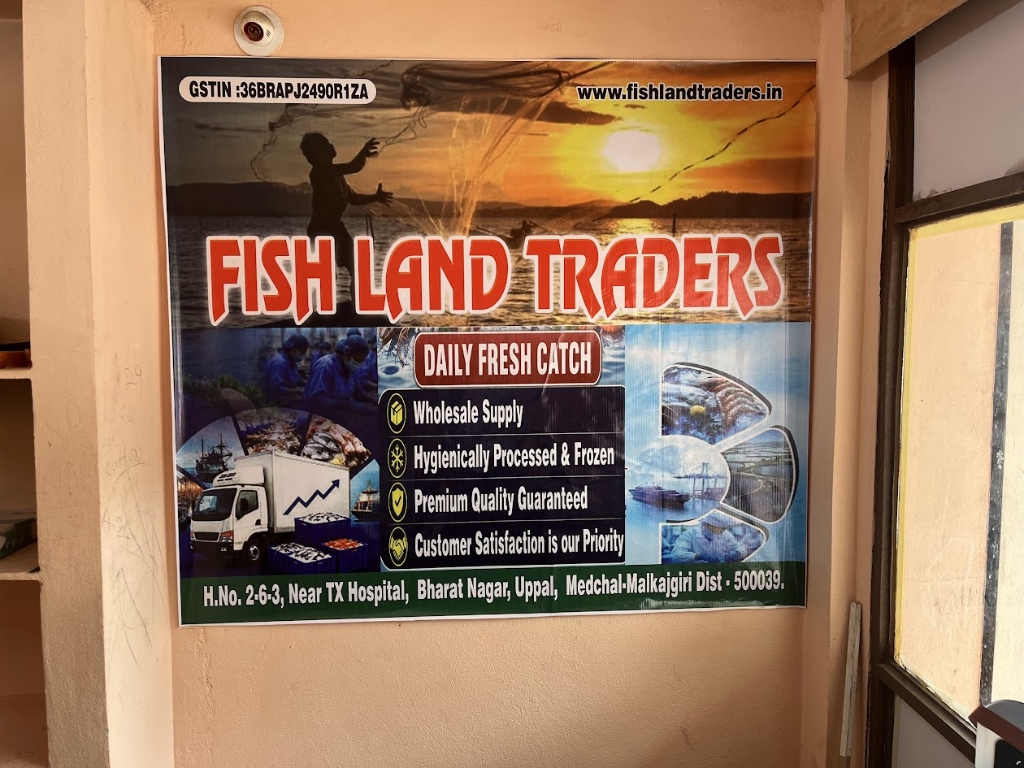 GSTIN :36BRAPJ2490R1ZA
www.fishlandtraders.in
FISH LAND TRADERS
DAILY FRESH CATCH
Wholesale Supply
Hygienically Processed & Frozen
Premium Quality Guaranteed
Customer Satisfaction is our Priority
H.No. 2-6-3, Near TX Hospital, Bharat Nagar, Uppal, Medchal-Malkajgiri Dist - 500039.